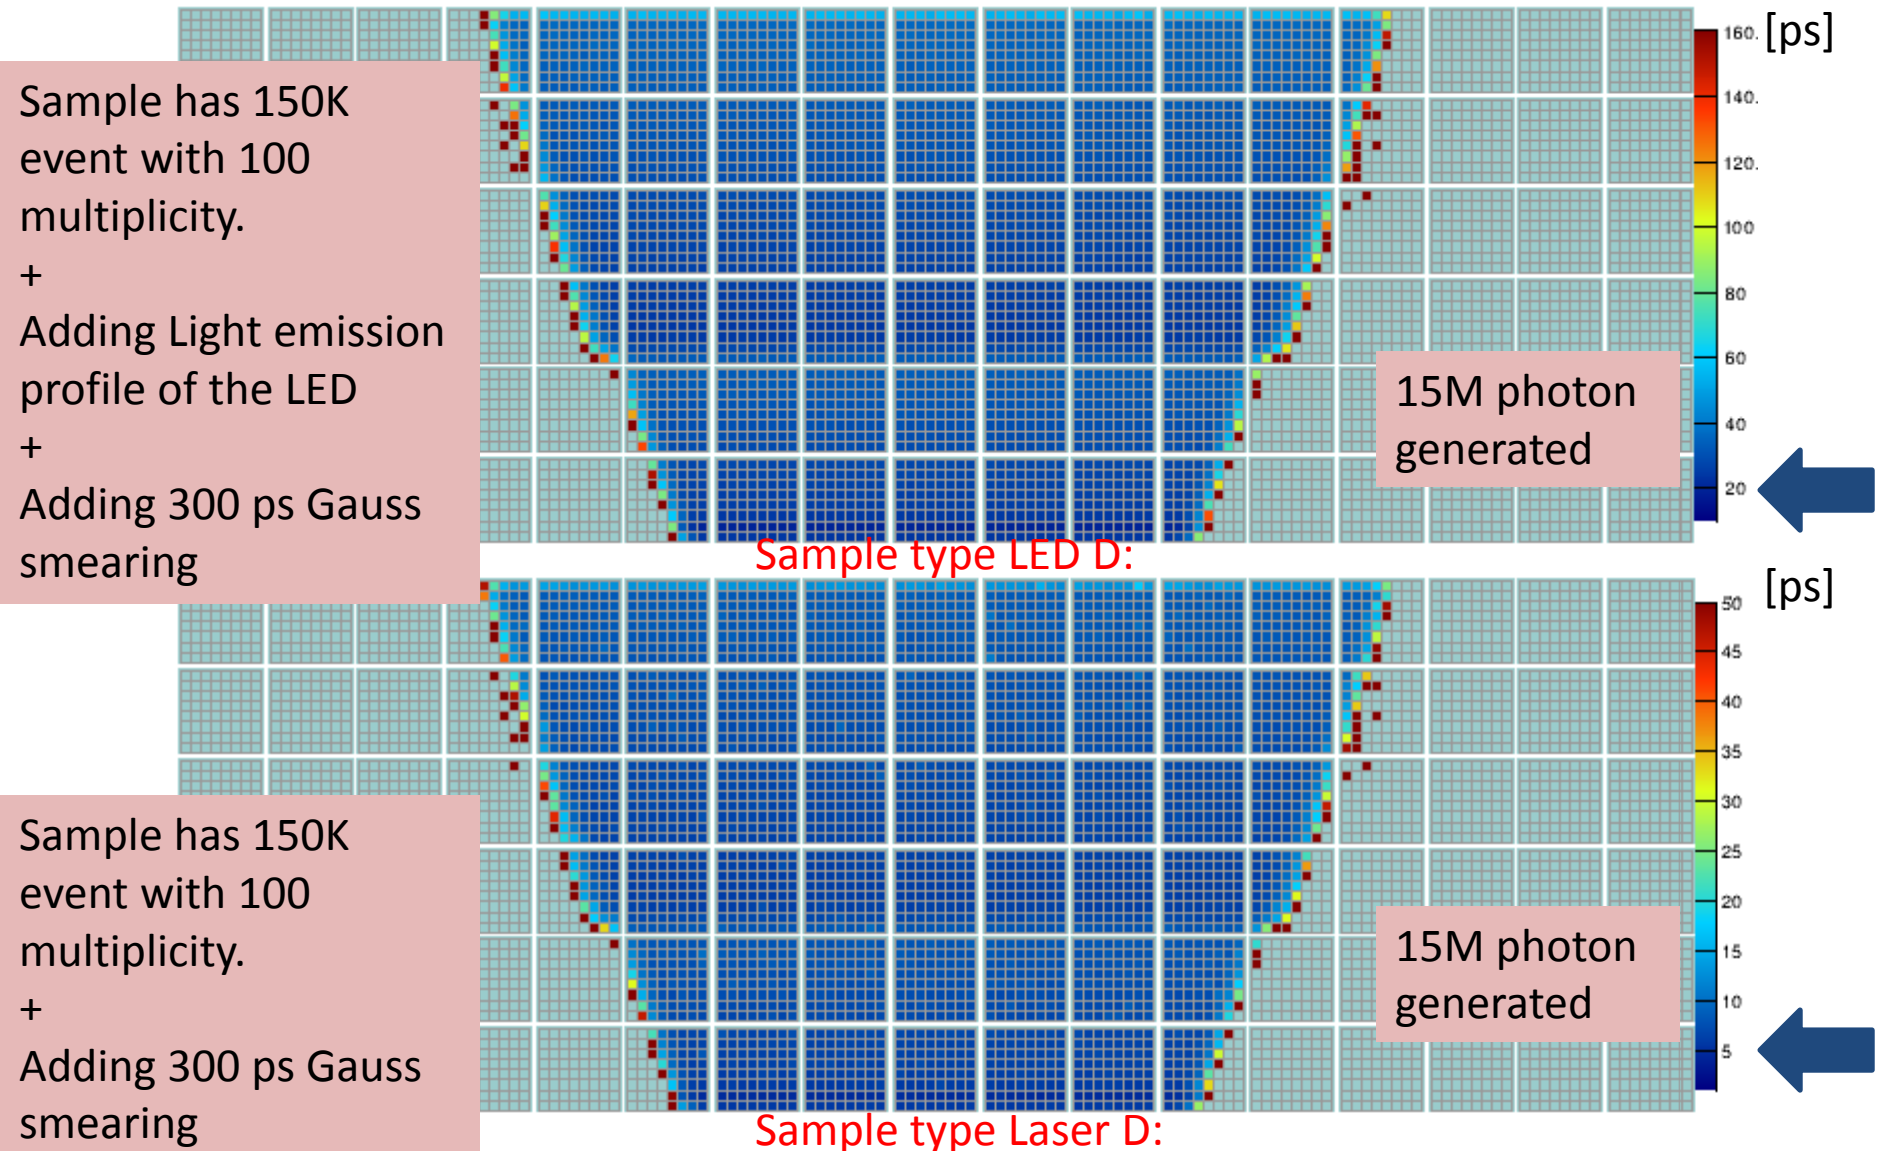 [ps]
160.
140.
120.
100
80
60
40
20
Sample has 150K
event with 100
multiplicity.
+
Adding Light emission
profile of the LED
+
Adding 300 ps Gauss
smearing
15M photon
generated
Sample type LED D:
[ps]
50
45
40
35
30
25
20
15
10
5
Sample has 150K
event with 100
multiplicity.
+
Adding 300 ps Gauss
smearing
15M photon
generated
Sample type Laser D: